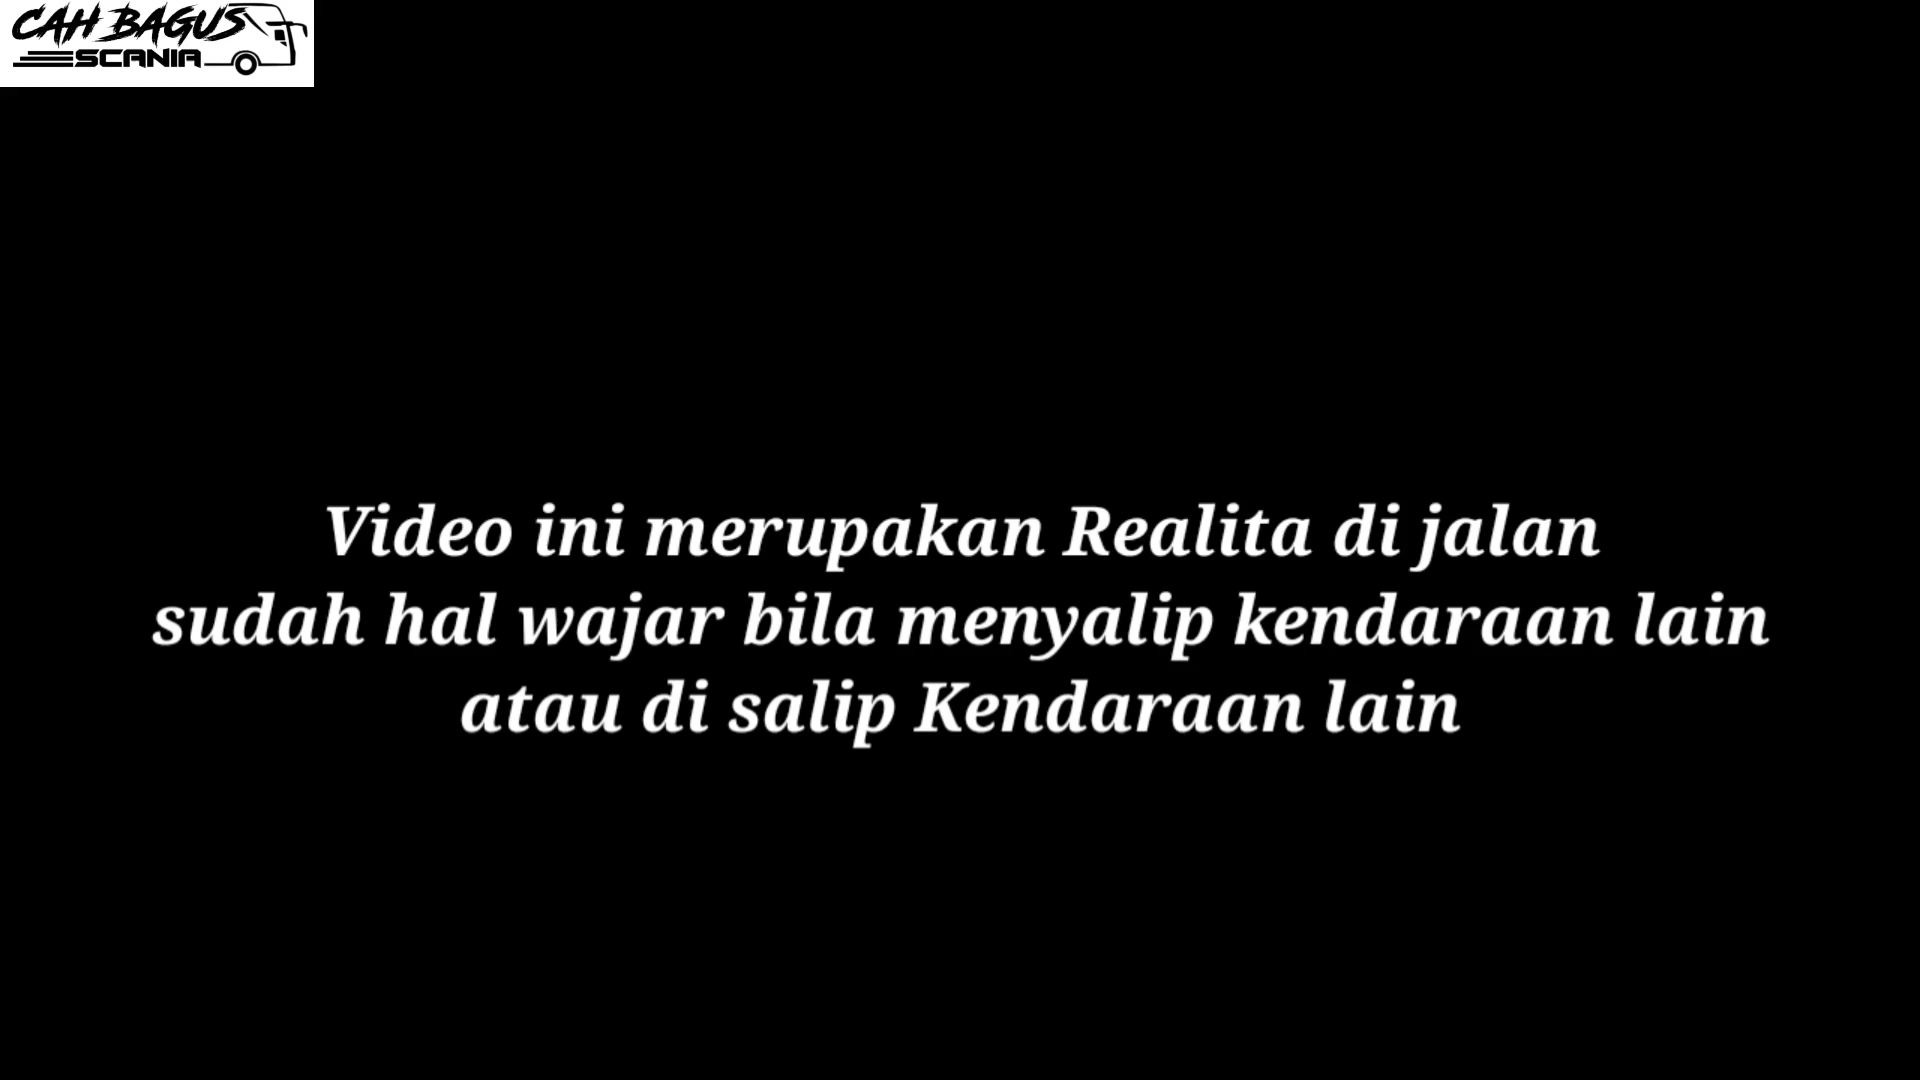 CAH BAGUS
SCANIA
Video ini merupakan Realita di jalan
sudah hal wajar bila menyalip kendaraan lain
atau di salip Kendaraan lain